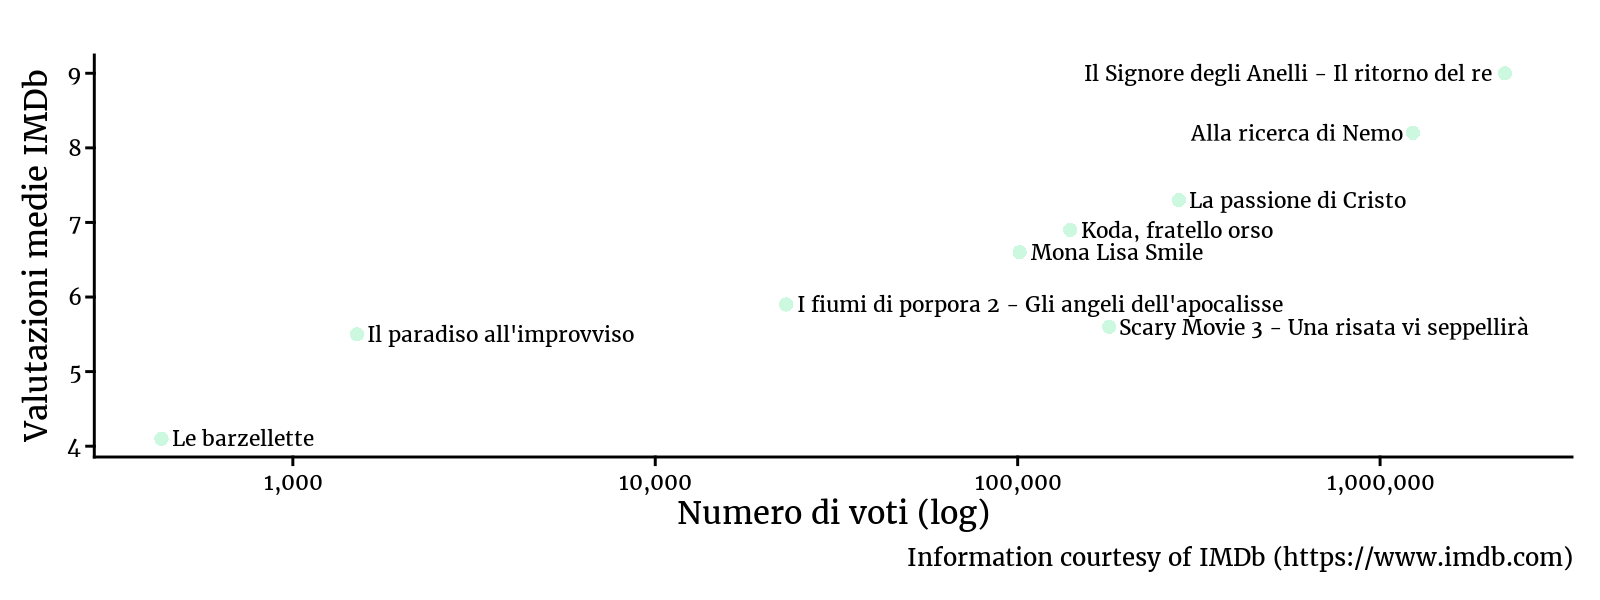 Valutazioni medie IMDb
9
8
7
6
5
4
Il Signore degli Anelli - Il ritorno del re
Alla ricerca di Nemo
La passione di Cristo
Koda, fratello orso
Mona Lisa Smile
I fiumi di porpora 2 - Gli angeli dell'apocalisse
Scary Movie 3 - Una risata vi seppellirà
Il paradiso all'improvviso
Le barzellette
1,000 10,000 100,000 1,000,000
Numero di voti (log)
Information courtesy of IMDb (https://www.imdb.com)